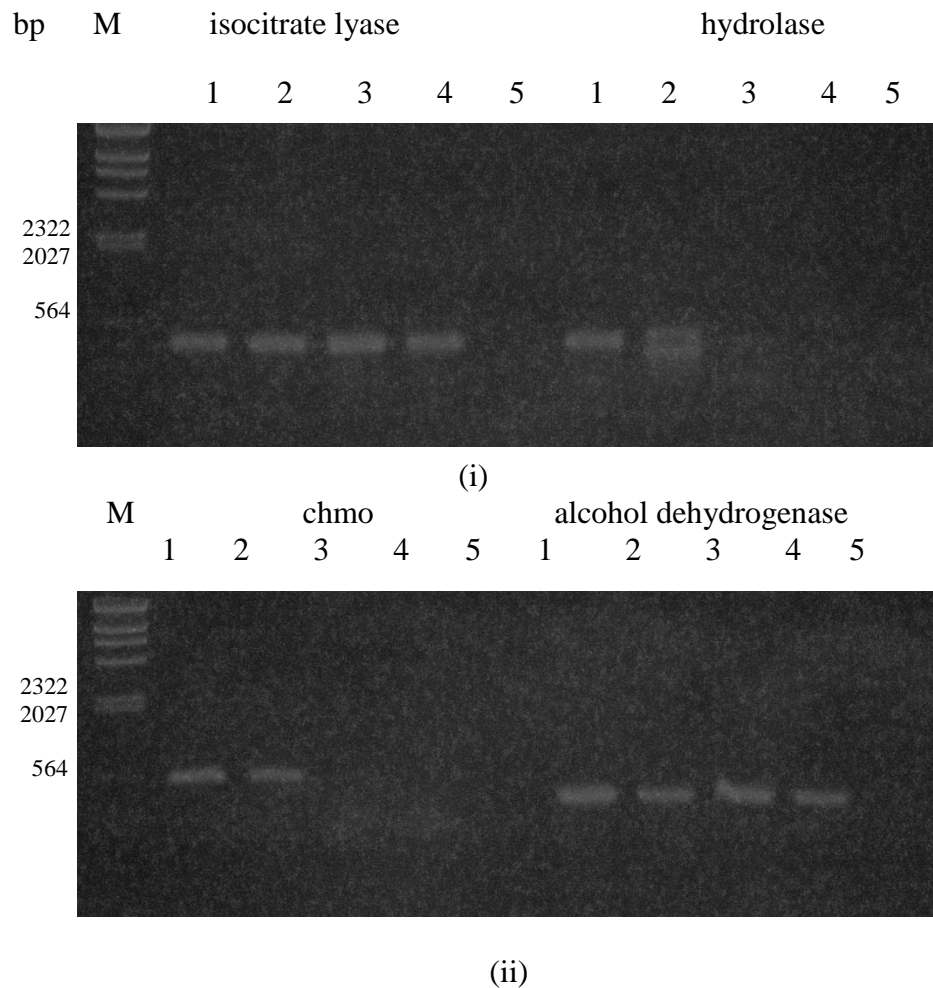 bp M isocitrate lyase hydrolase
1 2 3 4 5 1 2 3 4 5
2322
2027
564
(i)
M chmo alcohol dehydrogenase
1 2 3 4 5 1 2 3 4 5
2322
2027
564
(ii)